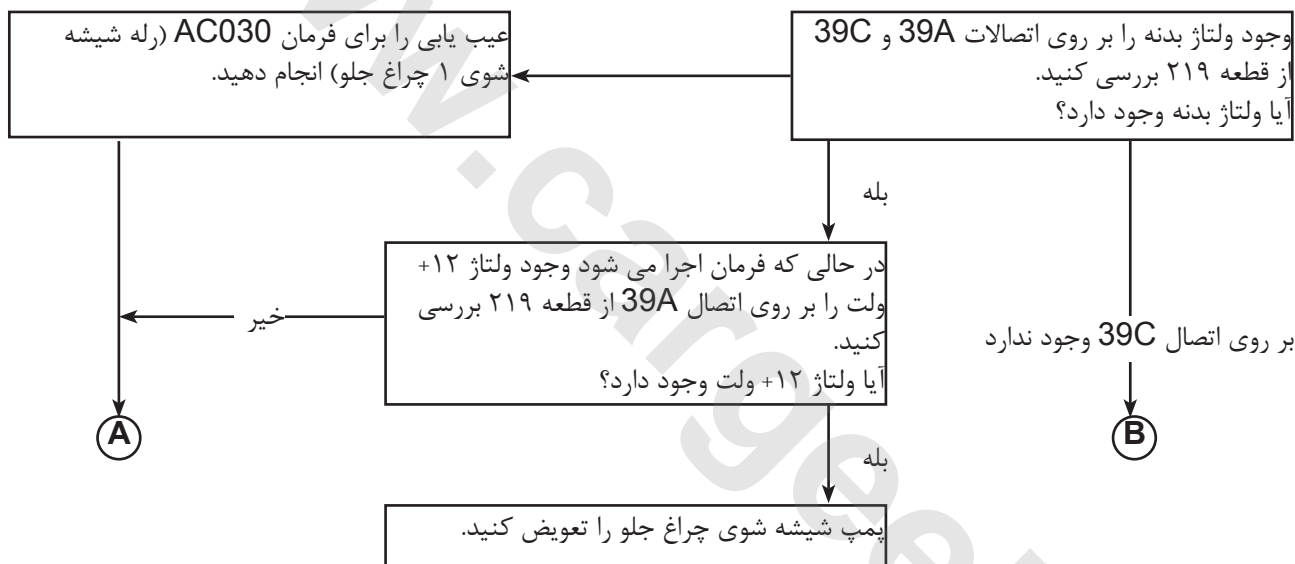 وجود ولتاژ بدنه را بر روی اتصالات 39A و 39C
از قطعه ۲۱۹ بررسی کنید.
آیا ولتاژ بدنه وجود دارد؟
عیب یابی را برای فرمان AC030 (رله شیشه
شوی ۱ چراغ جلو) انجام دهید.
بله
در حالی که فرمان اجرا می شود وجود ولتاژ ۱۲+
ولت را بر روی اتصال 39A از قطعه ۲۱۹ بررسی
کنید.
آیا ولتاژ ۱۲+ ولت وجود دارد؟
خیر
بر روی اتصال 39C وجود ندارد
A
B
بله
پمپ شیشه شوی چراغ جلو را تعویض کنید.